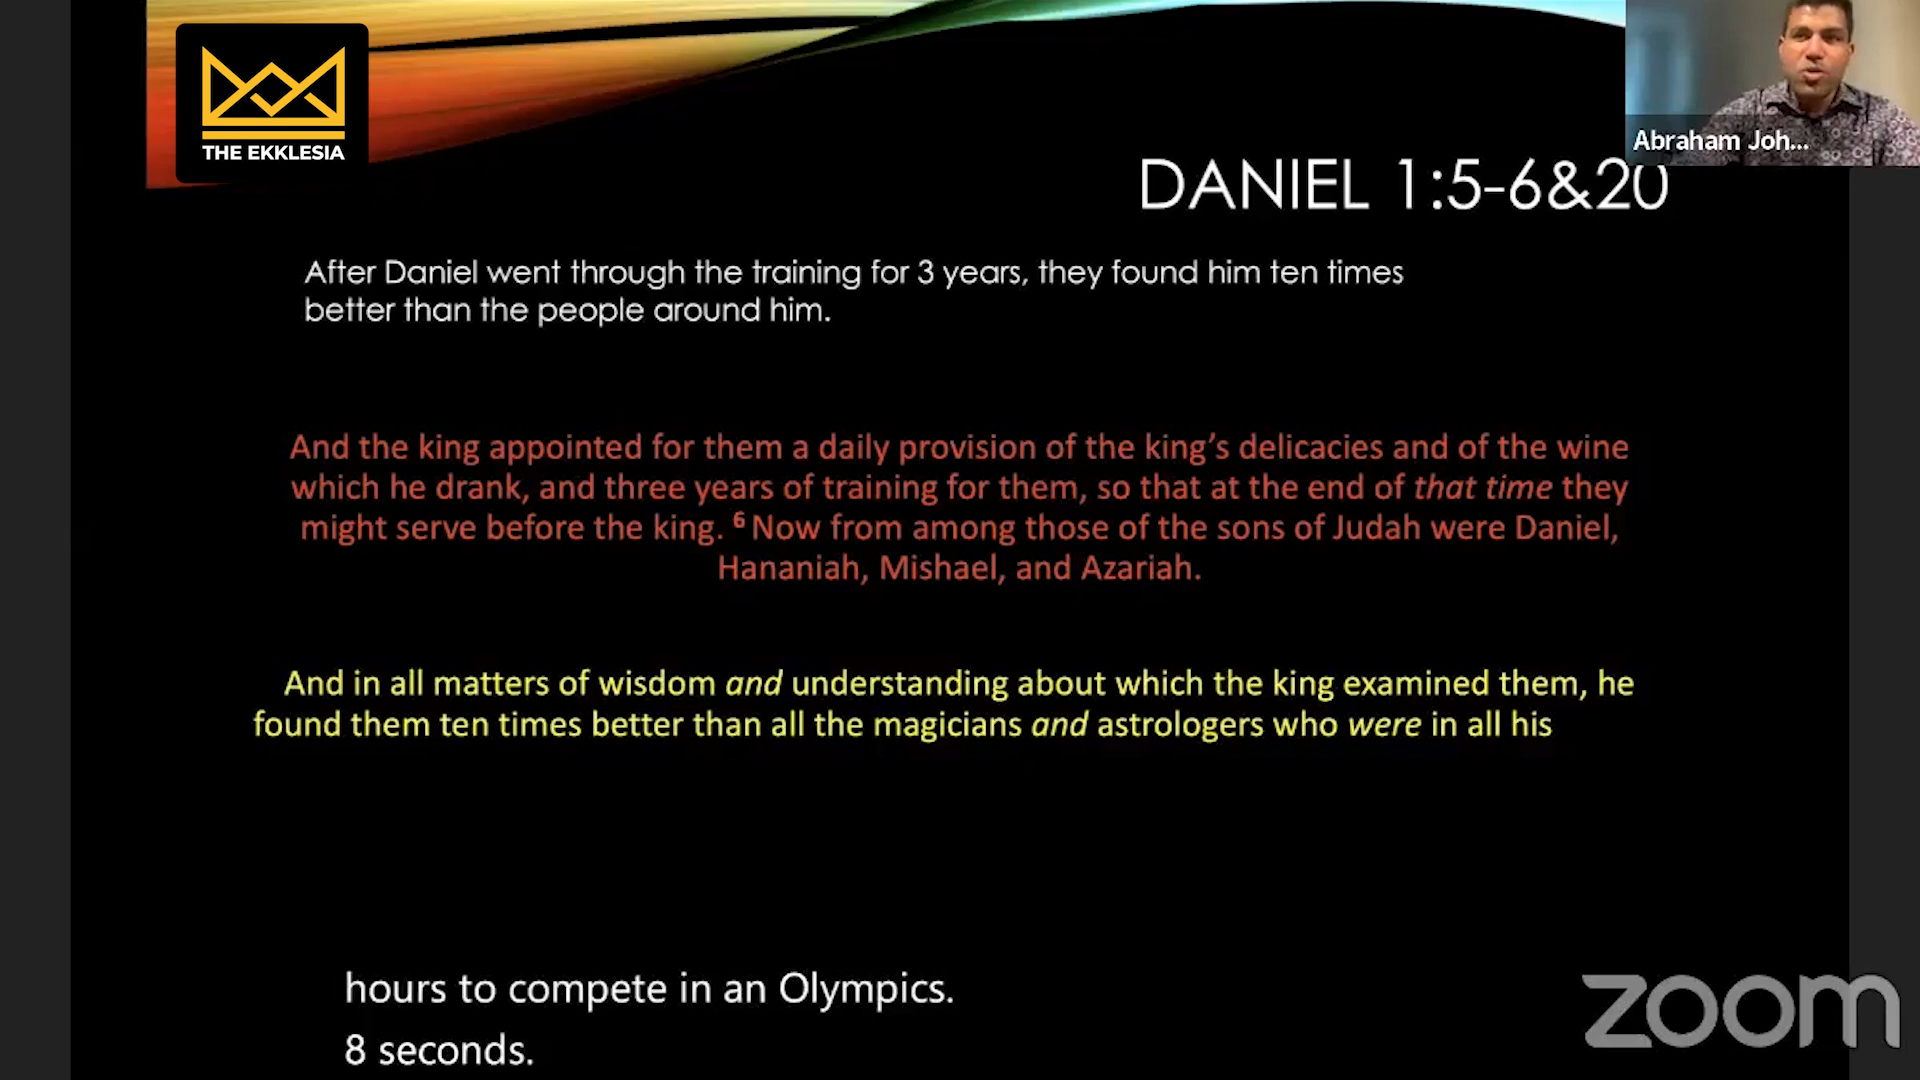 THE EKKLESIA
Abraham Joh...
DANIEL 1:5-6&20
After Daniel went through the training for 3 years, they found him ten times
better than the people around him.
And the king appointed for them a daily provision of the king’s delicacies and of the wine
which he drank, and three years of training for them, so that at the end of that time they
might serve before the king. ⁶ Now from among those of the sons of Judah were Daniel,
Hananiah, Mishael, and Azariah.
And in all matters of wisdom and understanding about which the king examined them, he
found them ten times better than all the magicians and astrologers who were in all his
hours to compete in an Olympics.
8 seconds.
zoom